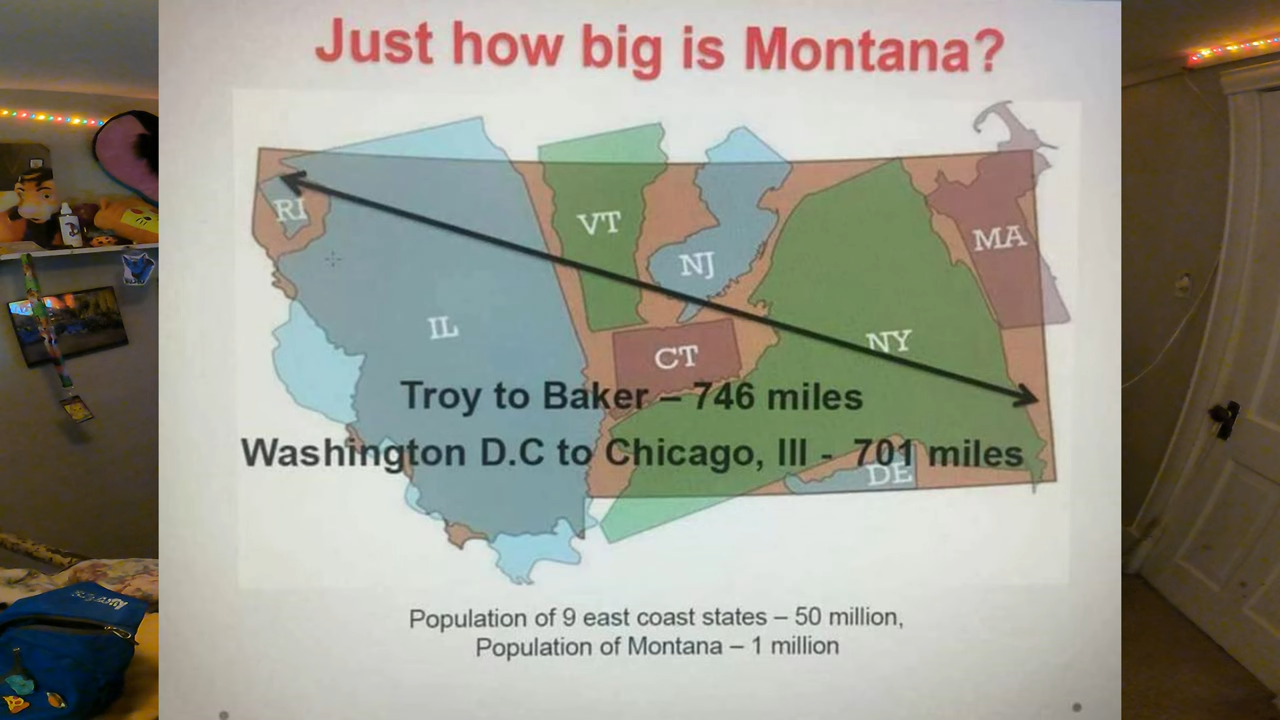 Just how big is Montana?
RI
VT
NJ
MA
IL
CT
NY
Troy to Baker – 746 miles
Washington D.C to Chicago, Ill - 701 miles
DE
Population of 9 east coast states – 50 million,
Population of Montana – 1 million